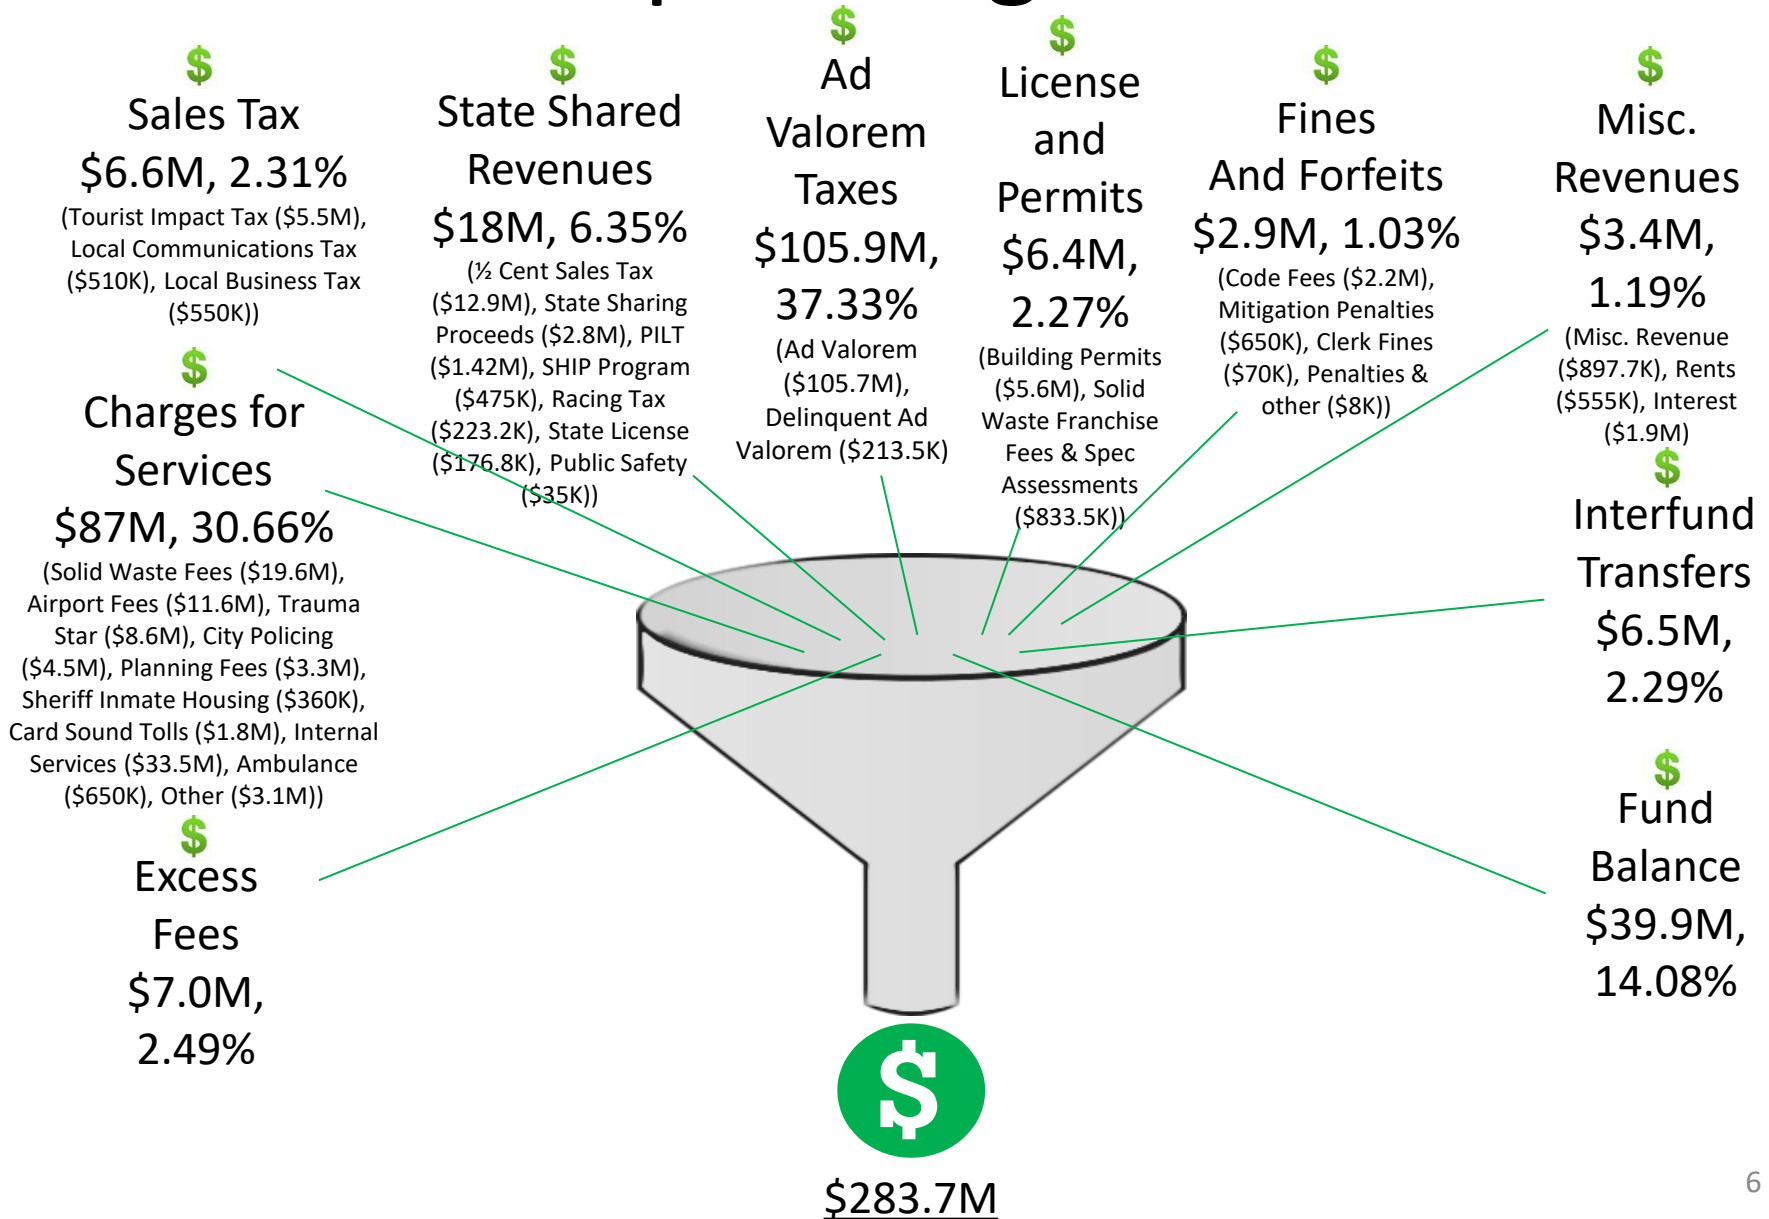 Sales Tax
$6.6M, 2.31%
(Tourist Impact Tax ($5.5M),
Local Communications Tax
($510K), Local Business Tax
($550K))
State Shared
Revenues
$18M, 6.35%
(½ Cent Sales Tax
($12.9M), State Sharing
Proceeds ($2.8M), PILT
($1.42M), SHIP Program
($475K), Racing Tax
($223.2K), State License
($176.8K), Public Safety
($35K))
Ad
Valorem
Taxes
$105.9M,
37.33%
(Ad Valorem
($105.7M),
Delinquent Ad
Valorem ($213.5K)
License
and
Permits
$6.4M,
2.27%
(Building Permits
($5.6M), Solid
Waste Franchise
Fees & Spec
Assessments
($833.5K))
Fines
And Forfeits
$2.9M, 1.03%
(Code Fees ($2.2M),
Mitigation Penalties
($650K), Clerk Fines
($70K), Penalties &
other ($8K))
Misc.
Revenues
$3.4M,
1.19%
(Misc. Revenue
($897.7K), Rents
($555K), Interest
($1.9M)
Charges for
Services
$87M, 30.66%
(Solid Waste Fees ($19.6M),
Airport Fees ($11.6M), Trauma
Star ($8.6M), City Policing
($4.5M), Planning Fees ($3.3M),
Sheriff Inmate Housing ($360K),
Card Sound Tolls ($1.8M), Internal
Services ($33.5M), Ambulance
($650K), Other ($3.1M))
Interfund
Transfers
$6.5M,
2.29%
Excess
Fees
$7.0M,
2.49%
Fund
Balance
$39.9M,
14.08%
$
$283.7M
6